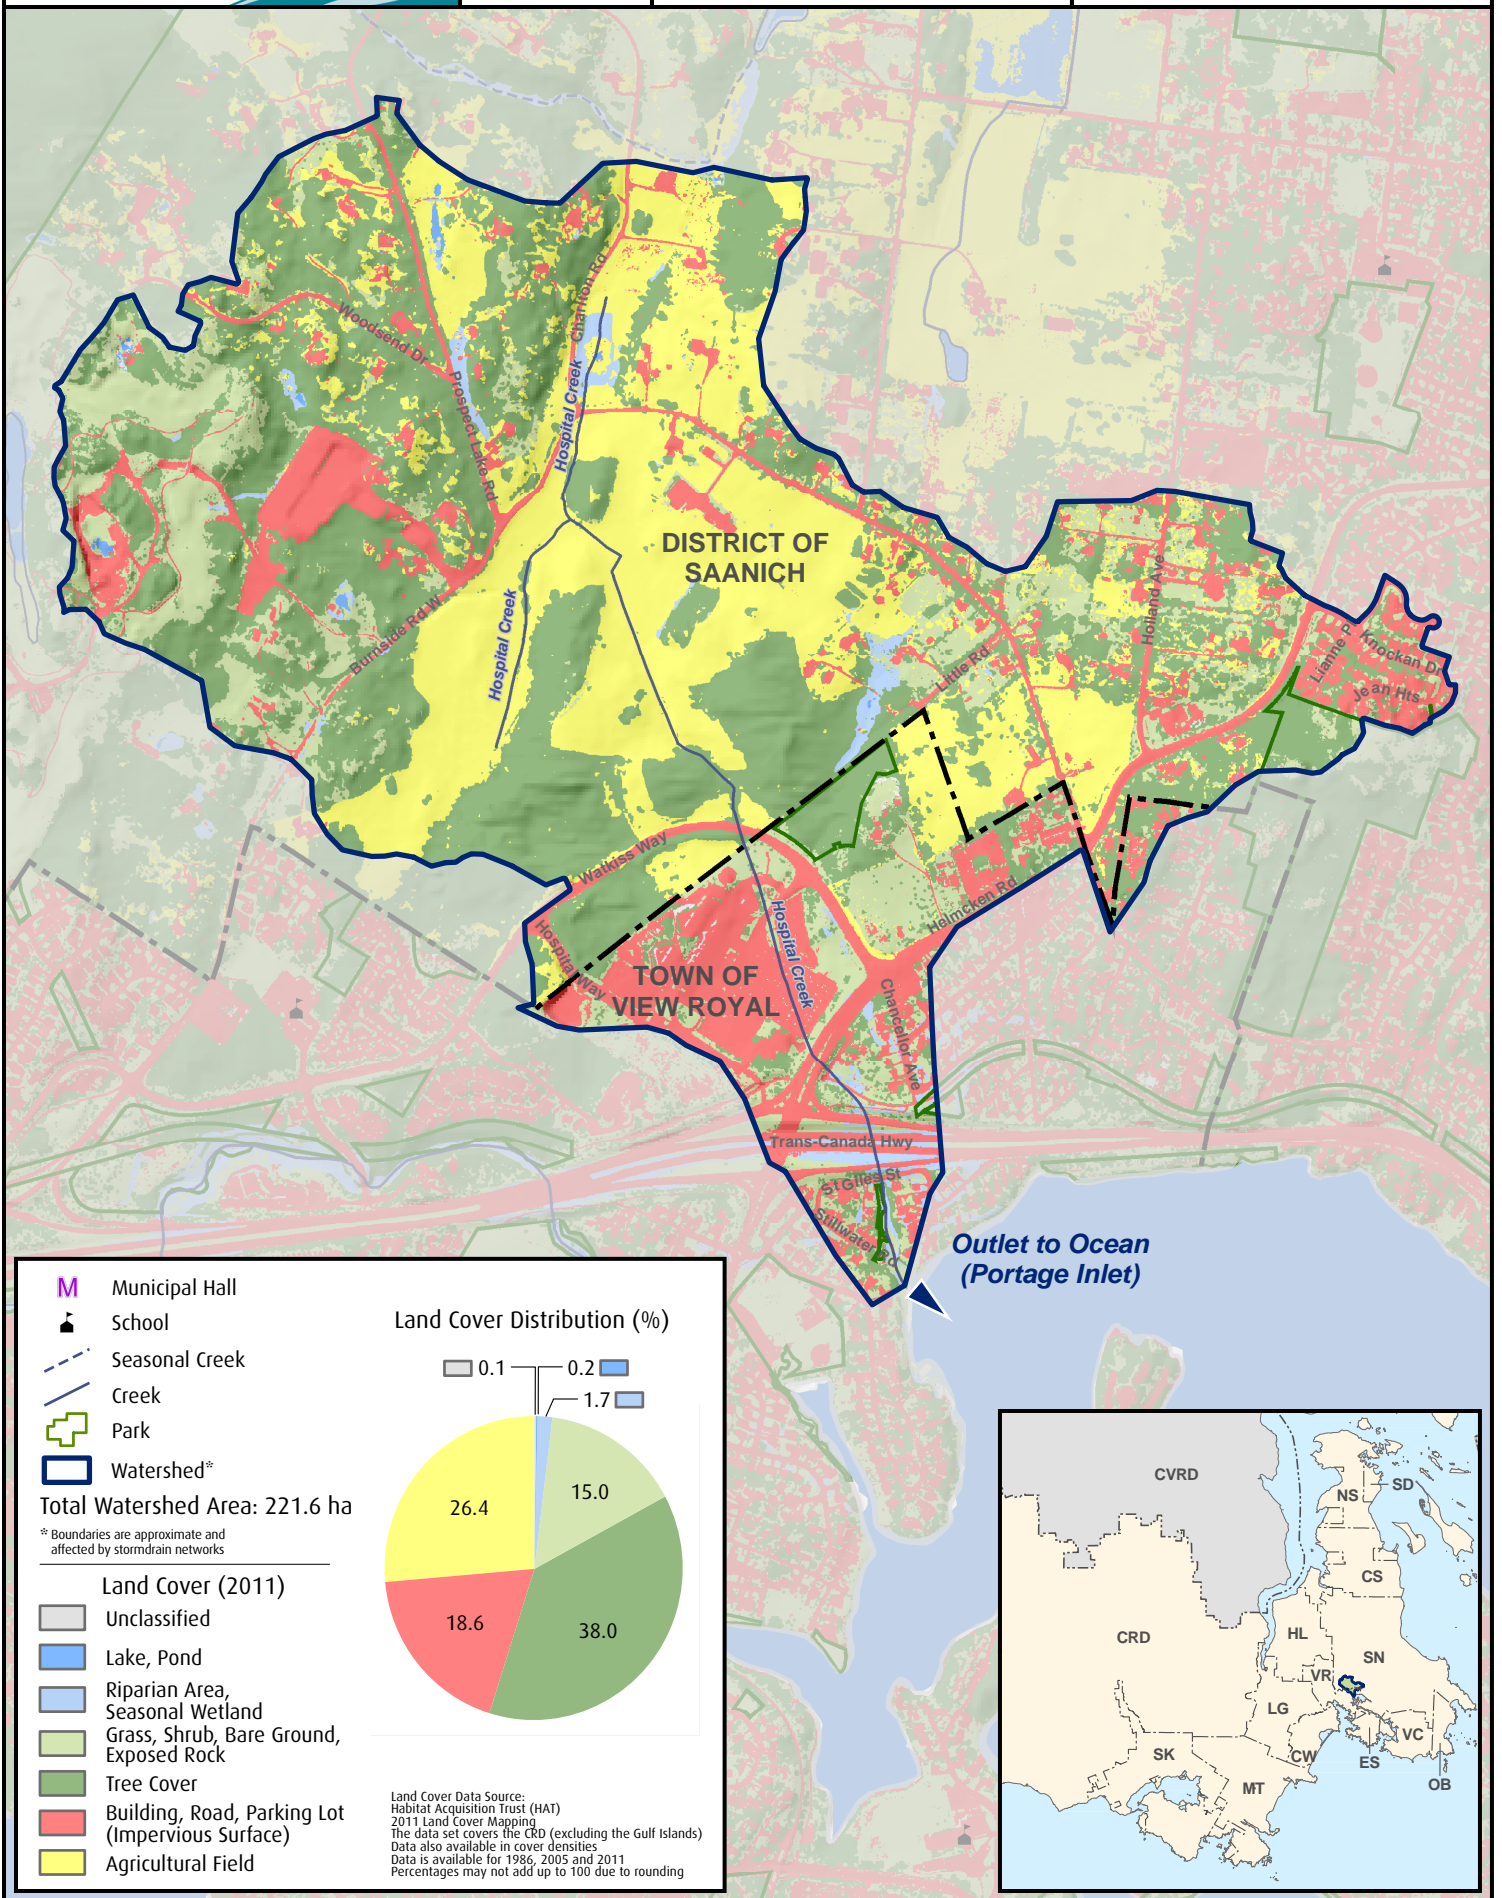 Woodsend Dr
Prospect Lake Rd
Charlton Rd
Hospital Creek
Hospital Creek
Burnside Rd W
DISTRICT OF
SAANICH
Little Rd
Holland Ave
Lianne Pl
Knockan Dr
Jean Hts
Watkiss Way
Hospital Way
Helmcken Rd
Hospital Creek
TOWN OF
VIEW ROYAL
Chancellor Ave
Trans-Canada Hwy
St Giles St
Stillwater Rd
Outlet to Ocean
(Portage Inlet)
M Municipal Hall
School
Seasonal Creek
Creek
Park
Watershed*
Total Watershed Area: 221.6 ha
* Boundaries are approximate and
affected by stormdrain networks
Land Cover (2011)
Unclassified
Lake, Pond
Riparian Area,
Seasonal Wetland
Grass, Shrub, Bare Ground,
Exposed Rock
Tree Cover
Building, Road, Parking Lot
(Impervious Surface)
Agricultural Field
Land Cover Distribution (%)
0.1
0.2
1.7
15.0
26.4
18.6
38.0
Land Cover Data Source:
Habitat Acquisition Trust (HAT)
2011 Land Cover Mapping
The data set covers the CRD (excluding the Gulf Islands)
Data also available in cover densities
Data is available for 1986, 2005 and 2011
Percentages may not add up to 100 due to rounding
CVRD
SD
NS
CS
CRD
HL
SN
VR
LG
VC
CW
ES
SK
MT
OB